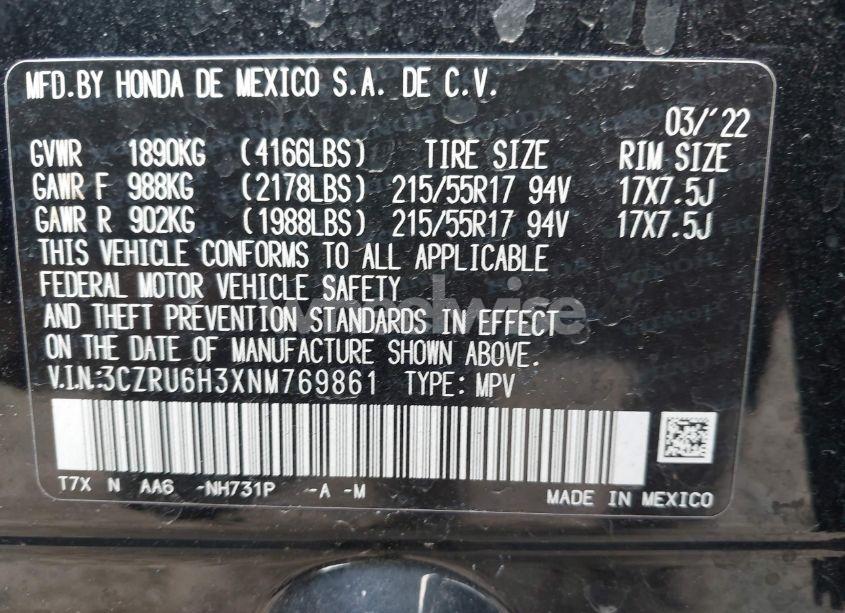 MFD.BY HONDA DE MEXICO S.A. DE C.V.
03/'22
GVWR 1890KG (4166LBS) TIRE SIZE RIM SIZE
GAWR F 988KG (2178LBS) 215/55R17 94V 17X7.5J
GAWR R 902KG (1988LBS) 215/55R17 94V 17X7.5J
THIS VEHICLE CONFORMS TO ALL APPLICABLE
FEDERAL MOTOR VEHICLE SAFETY
AND THEFT PREVENTION STANDARDS IN EFFECT
ON THE DATE OF MANUFACTURE SHOWN ABOVE.
V.I.N.:3CZRU6H3XNM769861 TYPE: MPV
T7X N AA6 -NH731P -A -M
MADE IN MEXICO